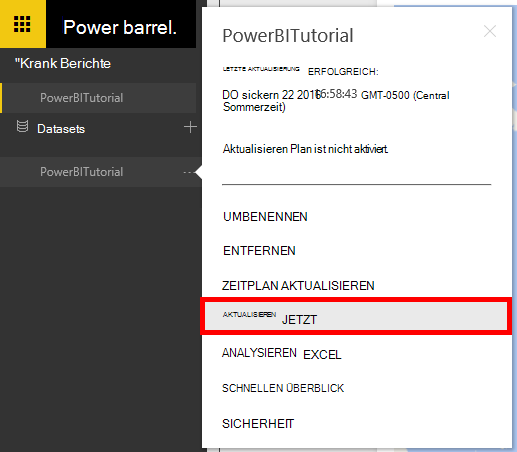 Power barrel.
"Krank Berichte
PowerBITutorial
Datasets
PowerBITutorial
PowerBITutorial
LETZTE AKTUALISIERUNG ERFOLGREICH:
DO sickern 22 2016 16:58:43 GMT-0500 (Central
Sommerzeit)
Aktualisieren Plan ist nicht aktiviert.
UMBENENNEN
ENTFERNEN
ZEITPLAN AKTUALISIEREN
AKTUALISIEREN JETZT
ANALYSIEREN EXCEL
SCHNELLEN ÜBERBLICK
SICHERHEIT